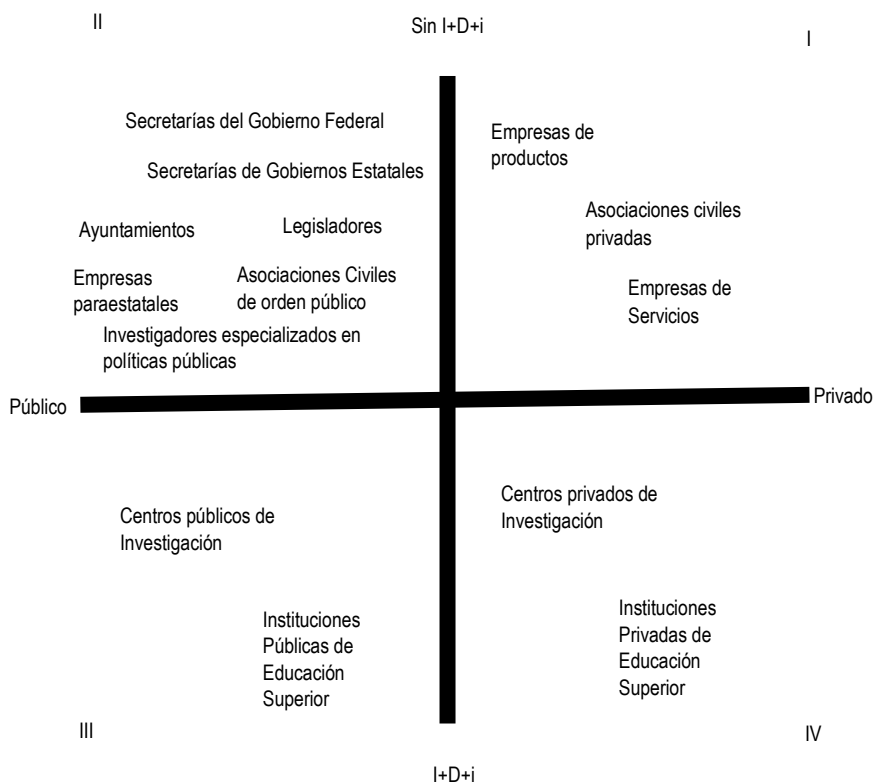 II
Sin I+D+i
I
Secretarías del Gobierno Federal
Secretarías de Gobiernos Estatales
Ayuntamientos
Legisladores
Empresas
paraestatales
Asociaciones Civiles
de orden público
Investigadores especializados en
políticas públicas
Empresas de
productos
Asociaciones civiles
privadas
Empresas de
Servicios
Público
Privado
Centros públicos de
Investigación
Instituciones
Públicas de
Educación
Superior
Centros privados de
Investigación
Instituciones
Privadas de
Educación
Superior
III
IV
I+D+i